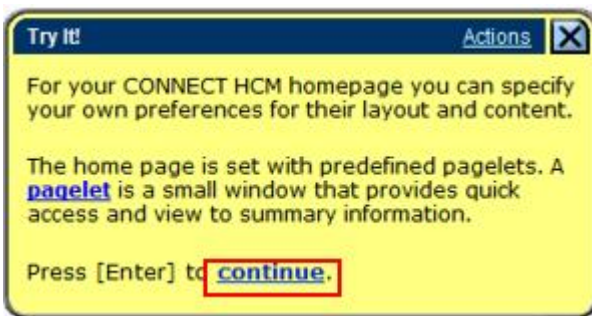 Try It! Actions X
For your CONNECT HCM homepage you can specify
your own preferences for their layout and content.
The home page is set with predefined pagelets. A
pagelet is a small window that provides quick
access and view to summary information.
Press [Enter] to continue.